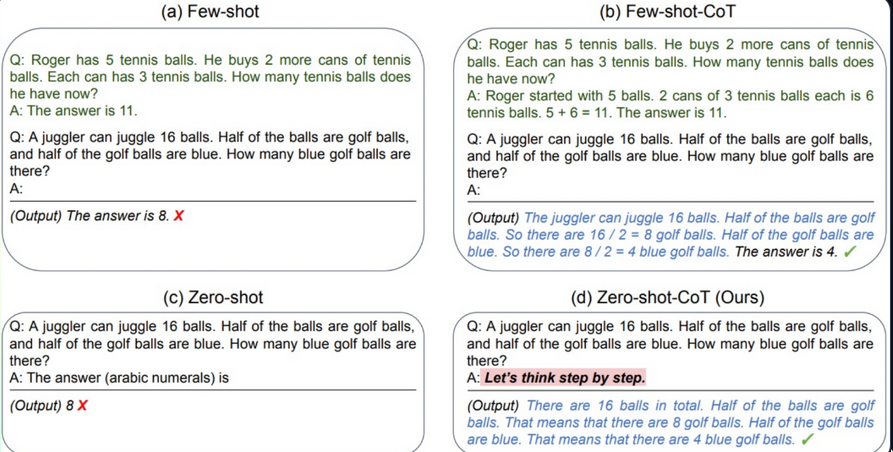 (a) Few-shot
Q: Roger has 5 tennis balls. He buys 2 more cans of tennis
balls. Each can has 3 tennis balls. How many tennis balls does
he have now?
A: The answer is 11.
Q: A juggler can juggle 16 balls. Half of the balls are golf balls,
and half of the golf balls are blue. How many blue golf balls are
there?
A:
(Output) The answer is 8. X
(b) Few-shot-CoT
Q: Roger has 5 tennis balls. He buys 2 more cans of tennis
balls. Each can has 3 tennis balls. How many tennis balls does
he have now?
A: Roger started with 5 balls. 2 cans of 3 tennis balls each is 6
tennis balls. 5 + 6 = 11. The answer is 11.
Q: A juggler can juggle 16 balls. Half of the balls are golf balls,
and half of the golf balls are blue. How many blue golf balls are
there?
A:
(Output) The juggler can juggle 16 balls. Half of the balls are golf
balls. So there are 16 / 2 = 8 golf balls. Half of the golf balls are
blue. So there are 8 / 2 = 4 blue golf balls. The answer is 4. ✓
(c) Zero-shot
Q: A juggler can juggle 16 balls. Half of the balls are golf balls,
and half of the golf balls are blue. How many blue golf balls are
there?
A: The answer (arabic numerals) is
(Output) 8 X
(d) Zero-shot-CoT (Ours)
Q: A juggler can juggle 16 balls. Half of the balls are golf balls,
and half of the golf balls are blue. How many blue golf balls are
there?
A: Let's think step by step.
(Output) There are 16 balls in total. Half of the balls are golf
balls. That means that there are 8 golf balls. Half of the golf balls
are blue. That means that there are 4 blue golf balls. ✓